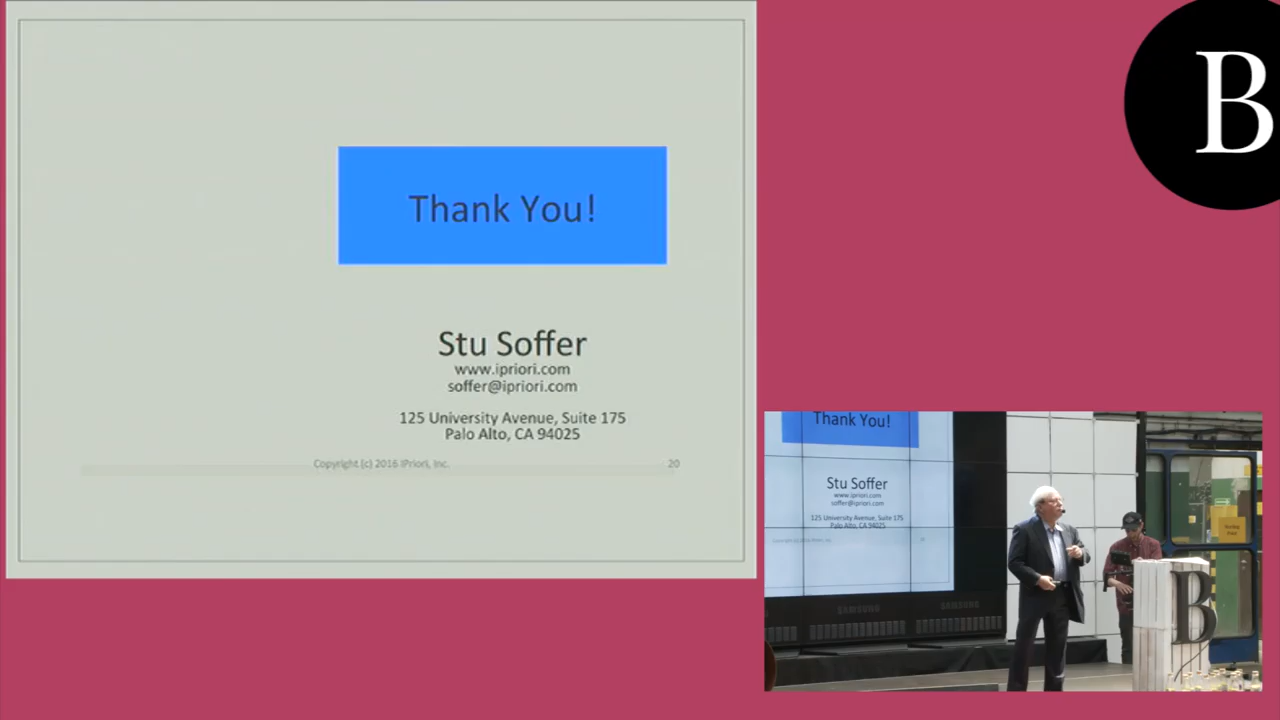 Thank You!
Stu Soffer
www.ipriori.com
soffer@ipriori.com
125 University Avenue, Suite 175
Palo Alto, CA 94025
Copyright (c) 2016 IPriori, Inc.
20
B
Thank You!
Stu Soffer
www.ipriori.com
soffer@ipriori.com
125 University Avenue, Suite 175
Palo Alto, CA 94025
SAMSUNG
SAMSUNG
B